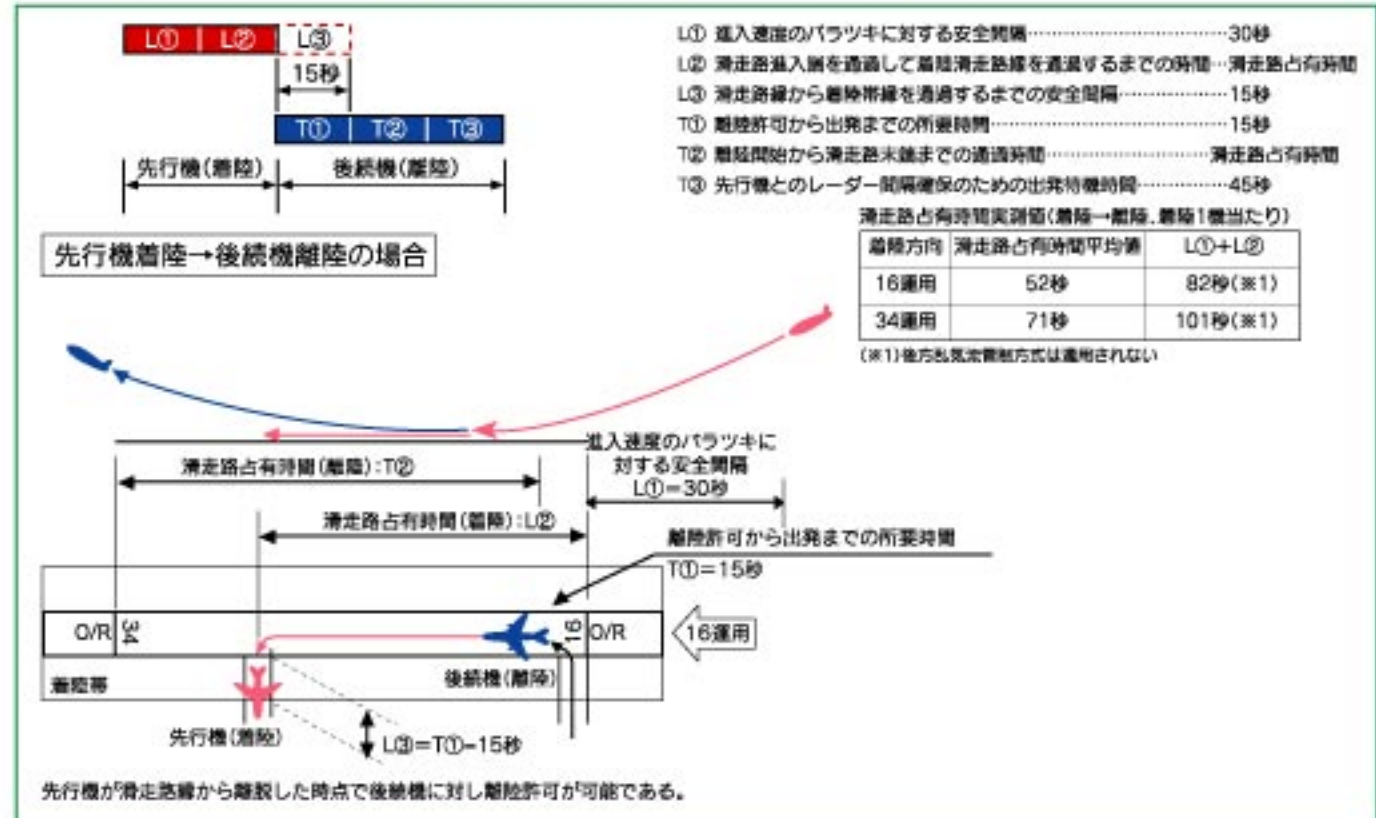 L① L② L③
15秒
T① T② T③
先行機(着陸) 後続機(離陸)
L① 進入速度のバラツキに対する安全間隔…………………………30秒
L② 滑走路進入端を通過して着陸滑走路縁を通過するまでの時間…滑走路占有時間
L③ 滑走路縁から着陸帯縁を通過するまでの安全間隔………………15秒
T① 離陸許可から出発までの所要時間…………………………………15秒
T② 離陸開始から滑走路末端までの通過時間……………………滑走路占有時間
T③ 先行機とのレーダー間隔確保のための出発待機時間……………45秒
滑走路占有時間実測値(着陸→離陸、着陸1機当たり)
着陸方向 滑走路占有時間平均値 L①+L②
16運用 52秒 82秒(※1)
34運用 71秒 101秒(※1)
(※1)後方乱気流管制方式は適用されない
先行機着陸→後続機離陸の場合
進入速度のバラツキに
対する安全間隔
L①=30秒
滑走路占有時間(離陸):T②
滑走路占有時間(着陸):L②
離陸許可から出発までの所要時間
T①=15秒
O/R 34 16 O/R 16運用
着陸帯 後続機(離陸)
先行機(着陸) L③=T①=15秒
先行機が滑走路縁から離脱した時点で後続機に対し離陸許可が可能である。